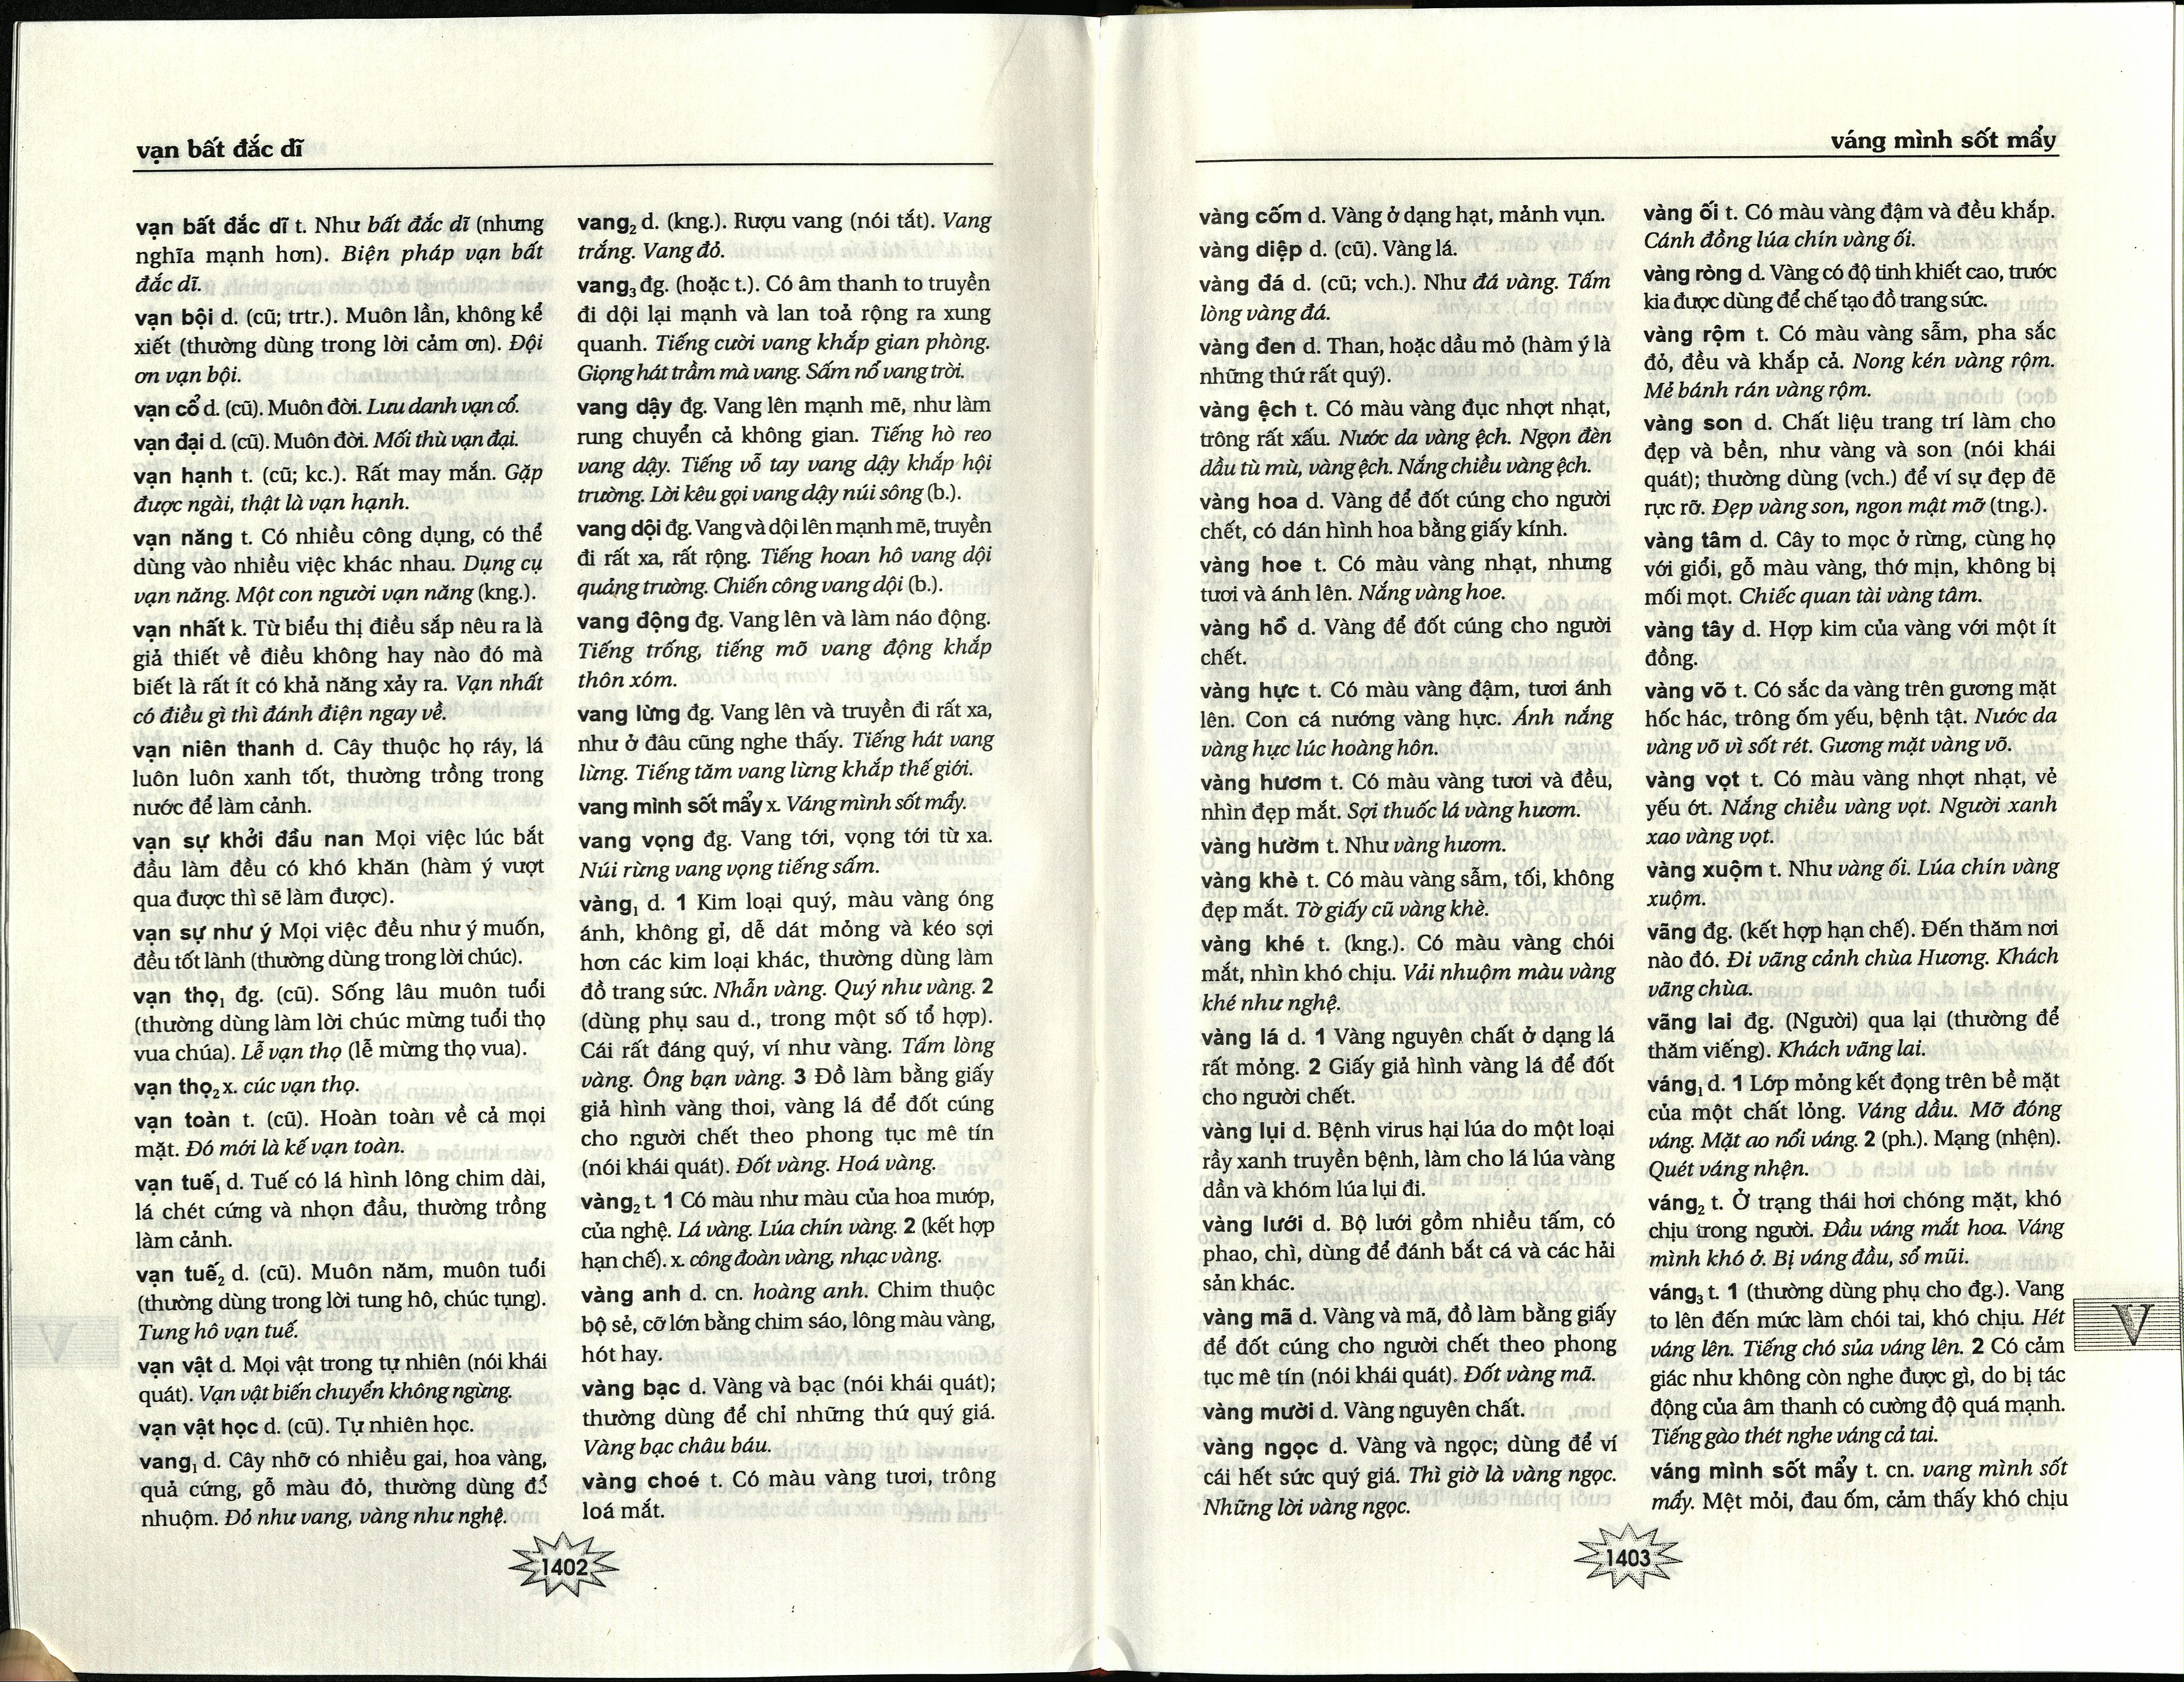 vạn bất đắc dĩ
vạn bất đắc dĩ t. Như bất đắc dĩ (nhưng
nghĩa mạnh hơn). Biện pháp vạn bất
đắc dĩ.
vạn bội d. (cũ; trtr.). Muôn lần, không kể
xiết (thường dùng trong lời cảm ơn). Đội
ơn vạn bội.
vạn cổ d. (cũ). Muôn đời. Lưu danh vạn cổ.
vạn đại d. (cũ). Muôn đời. Mối thù vạn đại.
vạn hạnh t. (cũ; kc.). Rất may mắn. Gặp
được ngài, thật là vạn hạnh.
vạn năng t. Có nhiều công dụng, có thể
dùng vào nhiều việc khác nhau. Dụng cụ
vạn năng. Một con người vạn năng (kng.).
vạn nhất k. Từ biểu thị điều sắp nêu ra là
giả thiết về điều không hay nào đó mà
biết là rất ít có khả năng xảy ra. Vạn nhất
có điều gì thì đánh điện ngay về.
vạn niên thanh d. Cây thuộc họ ráy, lá
luôn luôn xanh tốt, thường trồng trong
nước để làm cảnh.
vạn sự khởi đầu nan Mọi việc lúc bắt
đầu làm đều có khó khăn (hàm ý vượt
qua được thì sẽ làm được).
vạn sự như ý Mọi việc đều như ý muốn,
đều tốt lành (thường dùng trong lời chúc).
vạn thọ₁ đg. (cũ). Sống lâu muôn tuổi
(thường dùng làm lời chúc mừng tuổi thọ
vua chúa). Lễ vạn thọ (lễ mừng thọ vua).
vạn thọ₂ x. cúc vạn thọ.
vạn toàn t. (cũ). Hoàn toàn về cả mọi
mặt. Đó mới là kế vạn toàn.
vạn tuế₁ d. Tuế có lá hình lông chim dài,
lá chét cứng và nhọn đầu, thường trồng
làm cảnh.
vạn tuế₂ d. (cũ). Muôn năm, muôn tuổi
(thường dùng trong lời tung hô, chúc tụng).
Tung hô vạn tuế.
vạn vật d. Mọi vật trong tự nhiên (nói khái
quát). Vạn vật biến chuyển không ngừng.
vạn vật học d. (cũ). Tự nhiên học.
vang₁ d. Cây nhỡ có nhiều gai, hoa vàng,
quả cứng, gỗ màu đỏ, thường dùng để
nhuộm. Đỏ như vang, vàng như nghệ.
vang₂ d. (kng.). Rượu vang (nói tắt). Vang
trắng. Vang đỏ.
vang₃ đg. (hoặc t.). Có âm thanh to truyền
đi dội lại mạnh và lan toả rộng ra xung
quanh. Tiếng cười vang khắp gian phòng.
Giọng hát trầm mà vang. Sấm nổ vang trời.
vang dậy đg. Vang lên mạnh mẽ, như làm
rung chuyển cả không gian. Tiếng hò reo
vang dậy. Tiếng vỗ tay vang dậy khắp hội
trường. Lời kêu gọi vang dậy núi sông (b.).
vang dội đg. Vang và dội lên mạnh mẽ, truyền
đi rất xa, rất rộng. Tiếng hoan hô vang dội
quảng trường. Chiến công vang dội (b.).
vang động đg. Vang lên và làm náo động.
Tiếng trống, tiếng mõ vang động khắp
thôn xóm.
vang lừng đg. Vang lên và truyền đi rất xa,
như ở đâu cũng nghe thấy. Tiếng hát vang
lừng. Tiếng tăm vang lừng khắp thế giới.
vang mình sốt mẩy x. Váng mình sốt mẩy.
vang vọng đg. Vang tới, vọng tới từ xa.
Núi rừng vang vọng tiếng sấm.
vàng₁ d. 1 Kim loại quý, màu vàng óng
ánh, không gỉ, dễ dát mỏng và kéo sợi
hơn các kim loại khác, thường dùng làm
đồ trang sức. Nhẫn vàng. Quý như vàng. 2
(dùng phụ sau d., trong một số tổ hợp).
Cái rất đáng quý, ví như vàng. Tấm lòng
vàng. Ông bạn vàng. 3 Đồ làm bằng giấy
giả hình vàng thoi, vàng lá để đốt cúng
cho người chết theo phong tục mê tín
(nói khái quát). Đốt vàng. Hoá vàng.
vàng₂ t. 1 Có màu như màu của hoa mướp,
của nghệ. Lá vàng. Lúa chín vàng. 2 (kết hợp
hạn chế). x. công đoàn vàng, nhạc vàng.
vàng anh d. cn. hoàng anh. Chim thuộc
bộ sẻ, cỡ lớn bằng chim sáo, lông màu vàng,
hót hay.
vàng bạc d. Vàng và bạc (nói khái quát);
thường dùng để chỉ những thứ quý giá.
Vàng bạc châu báu.
vàng choé t. Có màu vàng tươi, trông
loá mắt.
1402
váng mình sốt mẩy
vàng cốm d. Vàng ở dạng hạt, mảnh vụn.
vàng diệp d. (cũ). Vàng lá.
vàng đá d. (cũ; vch.). Như đá vàng. Tấm
lòng vàng đá.
vàng đen d. Than, hoặc dầu mỏ (hàm ý là
những thứ rất quý).
vàng ệch t. Có màu vàng đục nhợt nhạt,
trông rất xấu. Nước da vàng ệch. Ngọn đèn
dầu tù mù, vàng ệch. Nắng chiều vàng ệch.
vàng hoa d. Vàng để đốt cúng cho người
chết, có dán hình hoa bằng giấy kính.
vàng hoe t. Có màu vàng nhạt, nhưng
tươi và ánh lên. Nắng vàng hoe.
vàng hồ d. Vàng để đốt cúng cho người
chết.
vàng hực t. Có màu vàng đậm, tươi ánh
lên. Con cá nướng vàng hực. Ánh nắng
vàng hực lúc hoàng hôn.
vàng hươm t. Có màu vàng tươi và đều,
nhìn đẹp mắt. Sợi thuốc lá vàng hươm.
vàng hườm t. Như vàng hươm.
vàng khè t. Có màu vàng sẫm, tối, không
đẹp mắt. Tờ giấy cũ vàng khè.
vàng khé t. (kng.). Có màu vàng chói
mắt, nhìn khó chịu. Vải nhuộm màu vàng
khé như nghệ.
vàng lá d. 1 Vàng nguyên chất ở dạng lá
rất mỏng. 2 Giấy giả hình vàng lá để đốt
cho người chết.
vàng lụi d. Bệnh virus hại lúa do một loại
rầy xanh truyền bệnh, làm cho lá lúa vàng
dần và khóm lúa lụi đi.
vàng lưới d. Bộ lưới gồm nhiều tấm, có
phao, chì, dùng để đánh bắt cá và các hải
sản khác.
vàng mã d. Vàng và mã, đồ làm bằng giấy
để đốt cúng cho người chết theo phong
tục mê tín (nói khái quát). Đốt vàng mã.
vàng mười d. Vàng nguyên chất.
vàng ngọc d. Vàng và ngọc; dùng để ví
cái hết sức quý giá. Thì giờ là vàng ngọc.
Những lời vàng ngọc.
vàng ối t. Có màu vàng đậm và đều khắp.
Cánh đồng lúa chín vàng ối.
vàng ròng d. Vàng có độ tinh khiết cao, trước
kia được dùng để chế tạo đồ trang sức.
vàng rộm t. Có màu vàng sẫm, pha sắc
đỏ, đều và khắp cả. Nong kén vàng rộm.
Mẻ bánh rán vàng rộm.
vàng son d. Chất liệu trang trí làm cho
đẹp và bền, như vàng và son (nói khái
quát); thường dùng (vch.) để ví sự đẹp đẽ
rực rỡ. Đẹp vàng son, ngon mật mỡ (tng.).
vàng tâm d. Cây to mọc ở rừng, cùng họ
với giổi, gỗ màu vàng, thớ mịn, không bị
mối mọt. Chiếc quan tài vàng tâm.
vàng tây d. Hợp kim của vàng với một ít
đồng.
vàng võ t. Có sắc da vàng trên gương mặt
hốc hác, trông ốm yếu, bệnh tật. Nước da
vàng võ vì sốt rét. Gương mặt vàng võ.
vàng vọt t. Có màu vàng nhợt nhạt, vẻ
yếu ớt. Nắng chiều vàng vọt. Người xanh
xao vàng vọt.
vàng xuộm t. Như vàng ối. Lúa chín vàng
xuộm.
vãng đg. (kết hợp hạn chế). Đến thăm nơi
nào đó. Đi vãng cảnh chùa Hương. Khách
vãng chùa.
vãng lai đg. (Người) qua lại (thường để
thăm viếng). Khách vãng lai.
váng₁ d. 1 Lớp mỏng kết đọng trên bề mặt
của một chất lỏng. Váng dầu. Mỡ đóng
váng. Mặt ao nổi váng. 2 (ph.). Mạng (nhện).
Quét váng nhện.
váng₂ t. Ở trạng thái hơi chóng mặt, khó
chịu trong người. Đầu váng mắt hoa. Váng
mình khó ở. Bị váng đầu, sổ mũi.
váng₃ t. 1 (thường dùng phụ cho đg.). Vang
to lên đến mức làm chói tai, khó chịu. Hét
váng lên. Tiếng chó sủa váng lên. 2 Có cảm
giác như không còn nghe được gì, do bị tác
động của âm thanh có cường độ quá mạnh.
Tiếng gào thét nghe váng cả tai.
váng mình sốt mẩy t. cn. vang mình sốt
mẩy. Mệt mỏi, đau ốm, cảm thấy khó chịu
V
1403